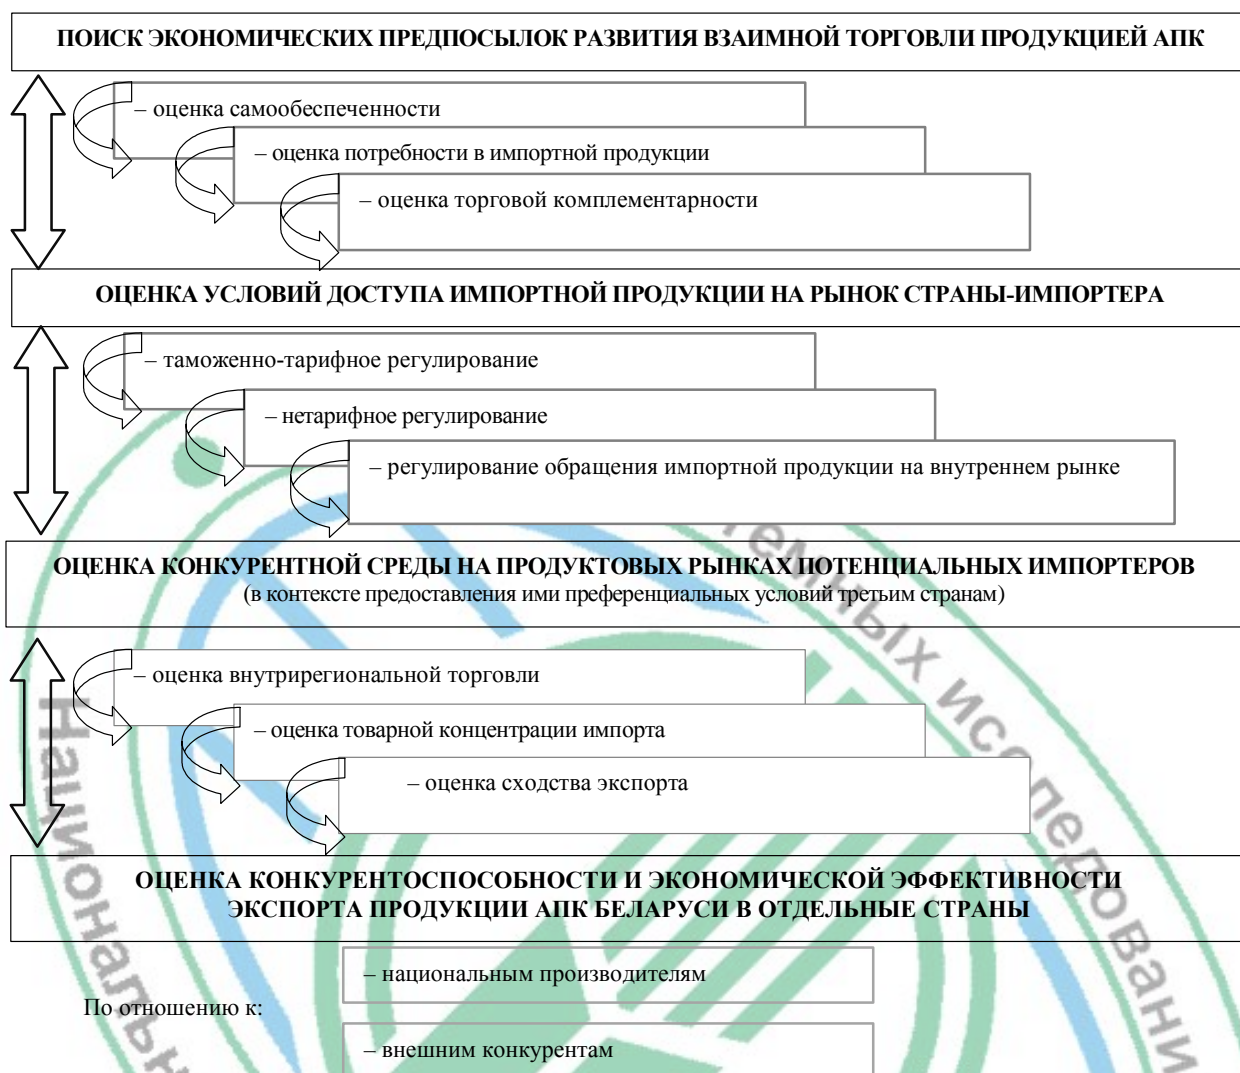 ПОИСК ЭКОНОМИЧЕСКИХ ПРЕДПОСЫЛОК РАЗВИТИЯ ВЗАИМНОЙ ТОРГОВЛИ ПРОДУКЦИЕЙ АПК
– оценка самообеспеченности
– оценка потребности в импортной продукции
– оценка торговой комплементарности
ОЦЕНКА УСЛОВИЙ ДОСТУПА ИМПОРТНОЙ ПРОДУКЦИИ НА РЫНОК СТРАНЫ-ИМПОРТЕРА
– таможенно-тарифное регулирование
– нетарифное регулирование
– регулирование обращения импортной продукции на внутреннем рынке
ОЦЕНКА КОНКУРЕНТНОЙ СРЕДЫ НА ПРОДУКТОВЫХ РЫНКАХ ПОТЕНЦИАЛЬНЫХ ИМПОРТЕРОВ
(в контексте предоставления ими преференциальных условий третьим странам)
– оценка внутрирегиональной торговли
– оценка товарной концентрации импорта
– оценка сходства экспорта
ОЦЕНКА КОНКУРЕНТОСПОСОБНОСТИ И ЭКОНОМИЧЕСКОЙ ЭФФЕКТИВНОСТИ
ЭКСПОРТА ПРОДУКЦИИ АПК БЕЛАРУСИ В ОТДЕЛЬНЫЕ СТРАНЫ
– национальным производителям
По отношению к:
– внешним конкурентам